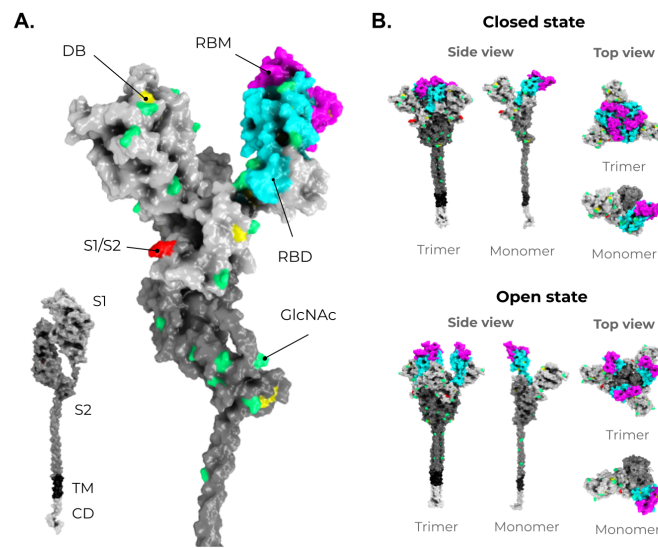 A.
DB
RBM
S1/S2
RBD
GlcNAc
S1
S2
TM
CD
B.
Closed state
Side view
Top view
Trimer
Monomer
Trimer
Monomer
Open state
Side view
Top view
Trimer
Monomer
Trimer
Monomer